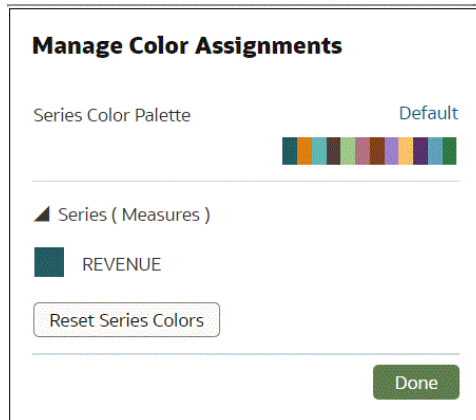 Manage Color Assignments
Series Color Palette
Default
Series ( Measures )
REVENUE
Reset Series Colors
Done